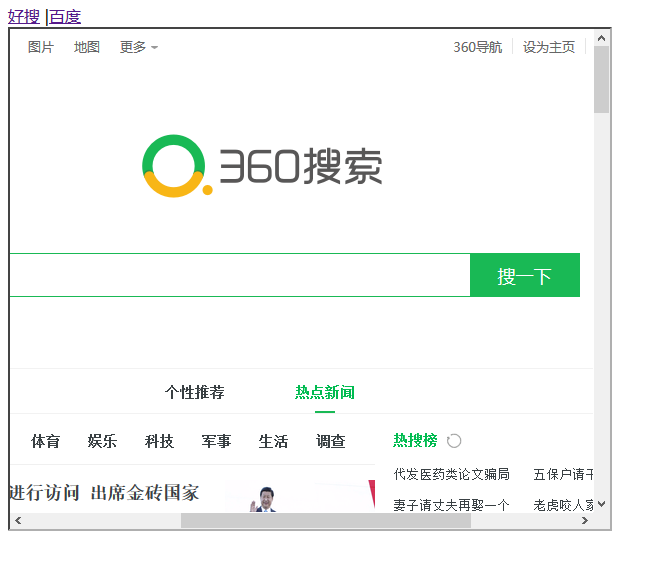 好搜 |百度
图片 地图 更多 360导航 设为主页
360搜索
搜一下
个性推荐 热点新闻
体育 娱乐 科技 军事 生活 调查 热搜榜
代发医药类论文骗局 五保户请
进行访问 出席金砖国家
妻子请丈夫再娶一个 老虎咬人